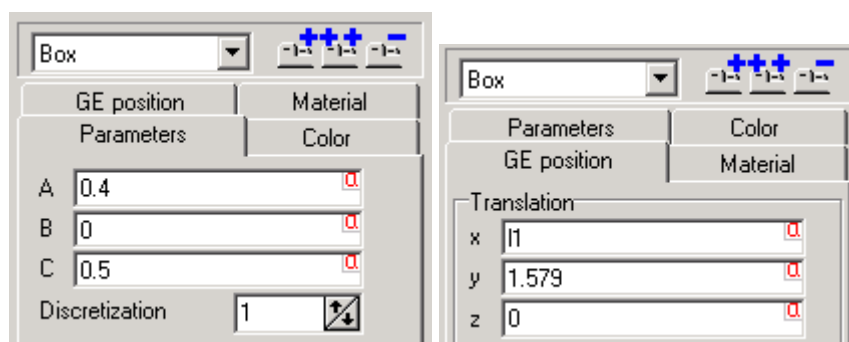 Box
GE position Material
Parameters Color
A 0.4 α
B 0 α
C 0.5 α
Discretization 1
Box
Parameters Color
GE position Material
Translation
x l1 α
y 1.579 α
z 0 α